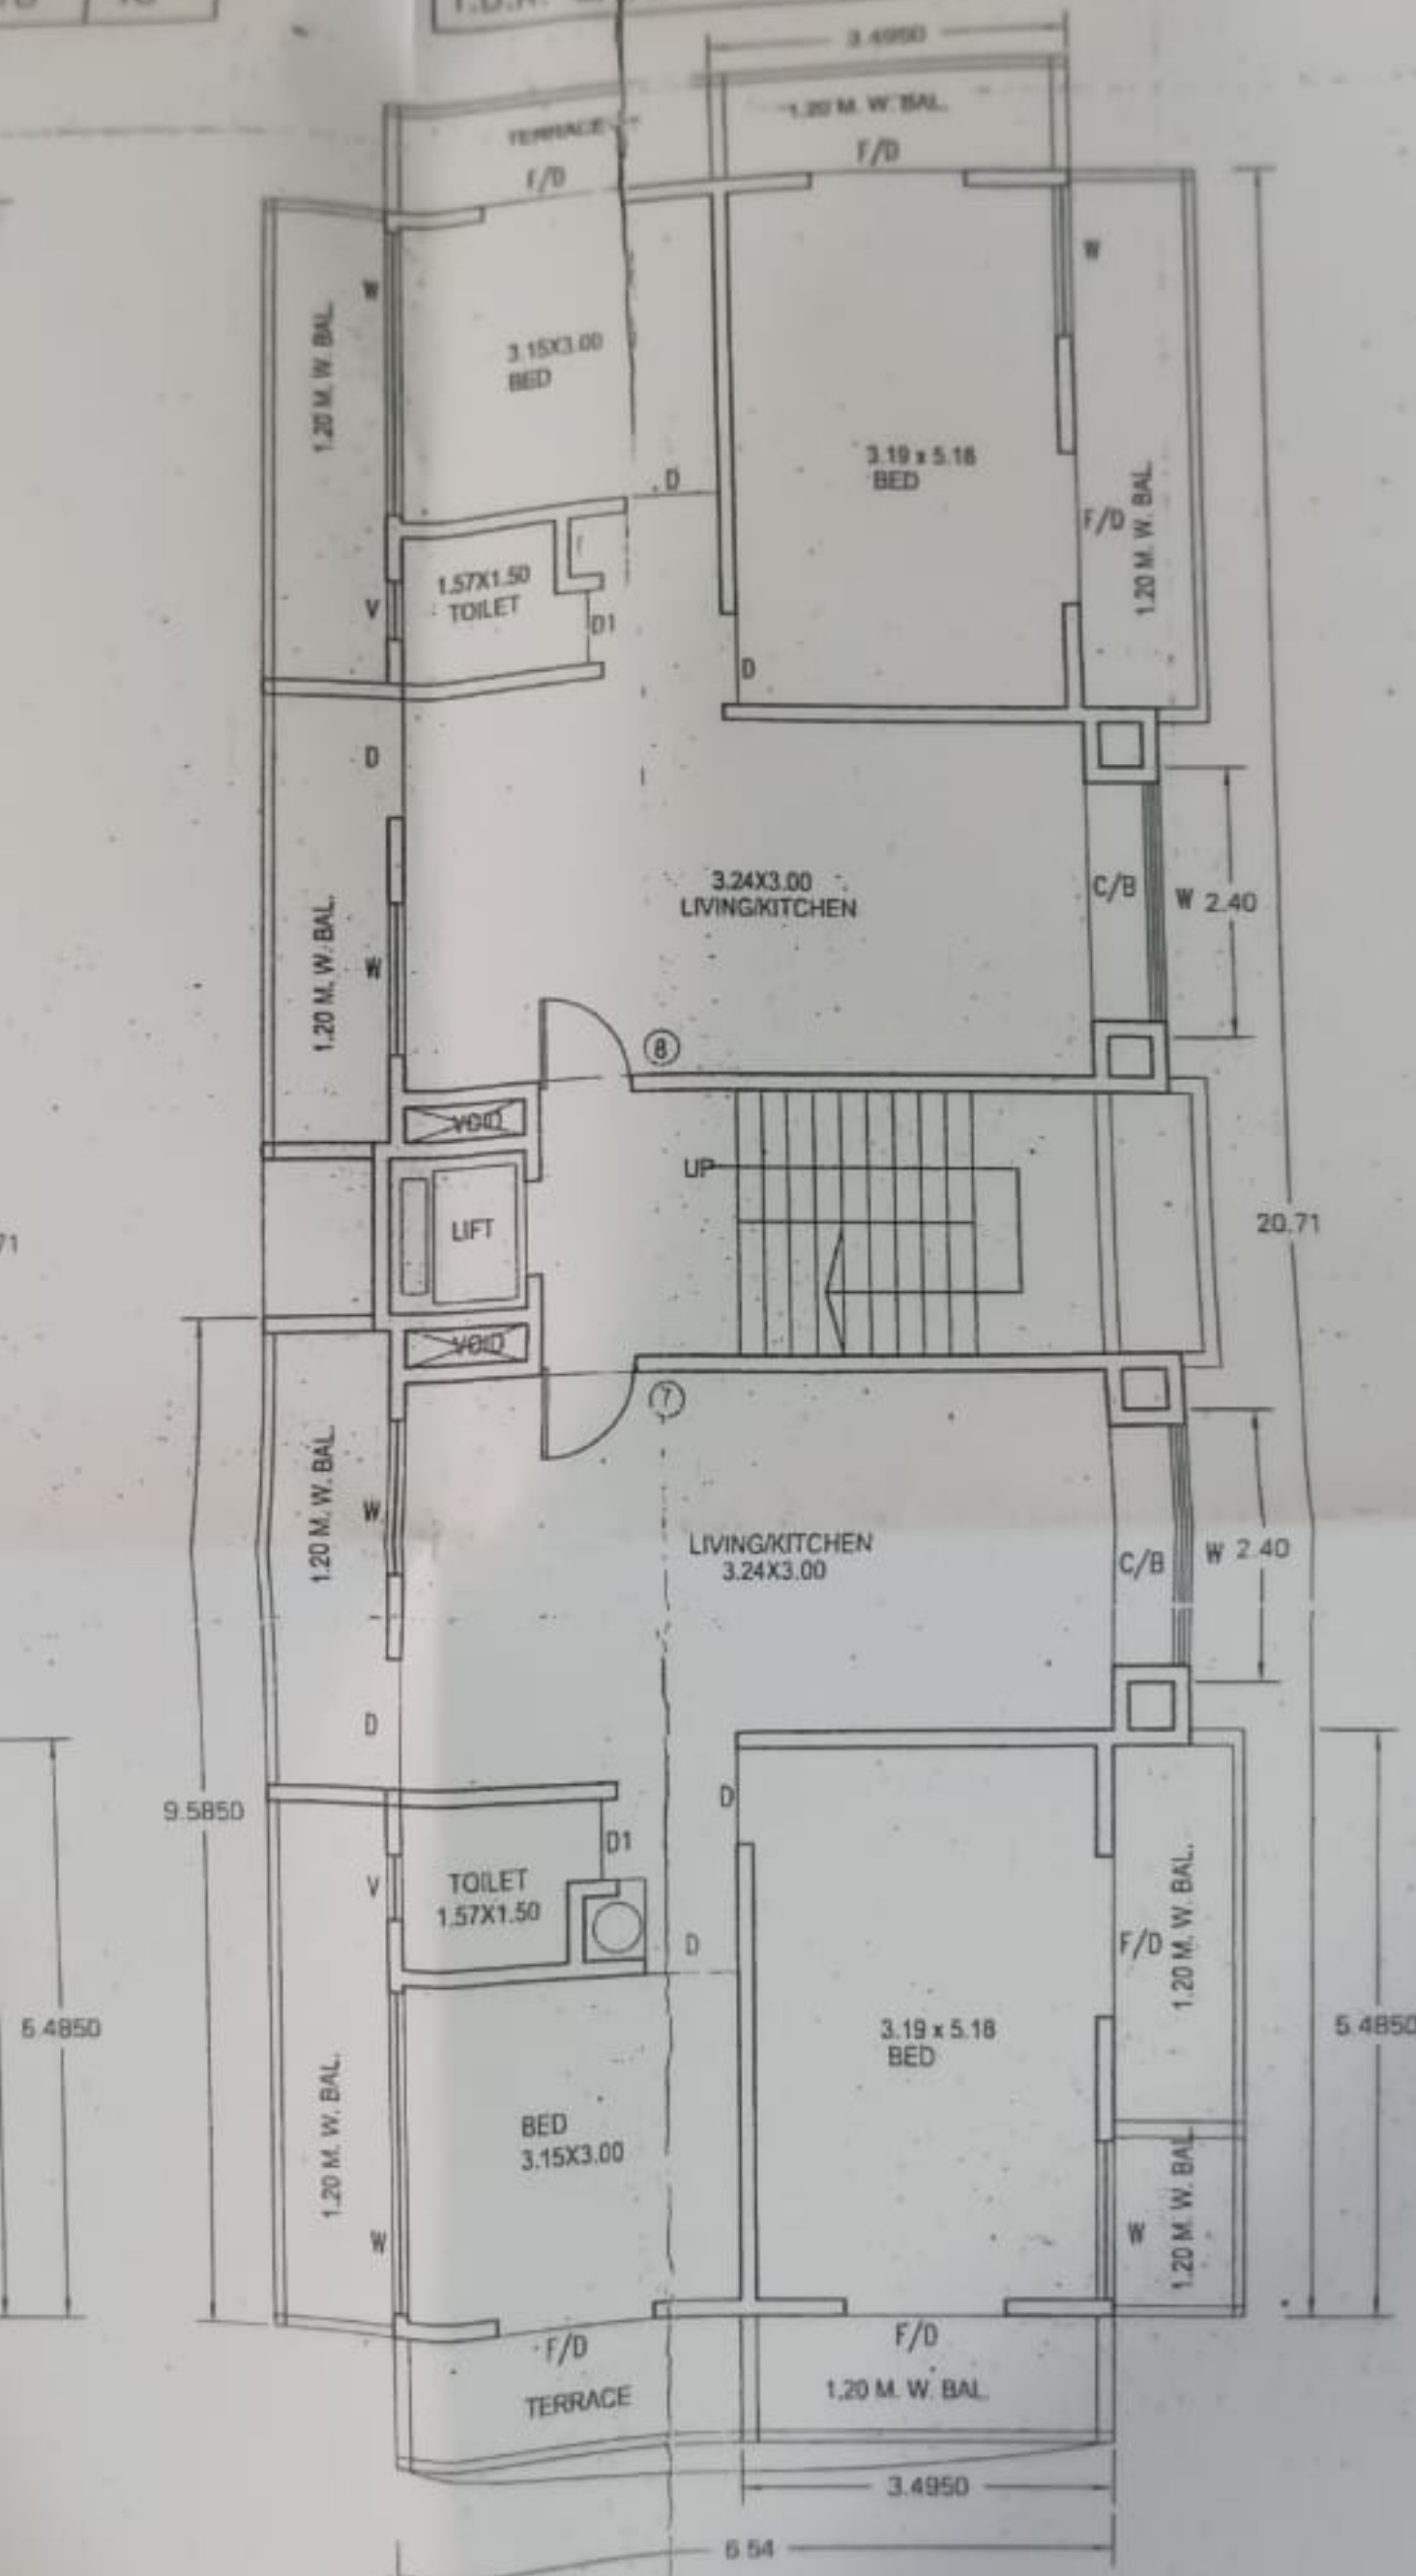 3.4950
1.20 M. W. BAL.
TERRACE
F/D
F/D
W
W
1.20 M. W. BAL.
3.15X3.00
BED
3.19 x 5.18
BED
D
F/D
1.20 M. W. BAL.
1.57X1.50
TOILET
V
D1
D
D
3.24X3.00
LIVING/KITCHEN
C/B
W 2.40
1.20 M. W. BAL.
W
8
VOID
UP
LIFT
20.71
71
VOID
7
1.20 M. W. BAL.
W
LIVING/KITCHEN
3.24X3.00
C/B
W 2.40
D
D
9.5850
D1
V
TOILET
1.57X1.50
D
F/D
1.20 M. W. BAL.
5.4850
3.19 x 5.18
BED
5.4850
BED
3.15X3.00
1.20 M. W. BAL.
W
W
1.20 M. W. BAL.
F/D
F/D
TERRACE
1.20 M. W. BAL.
3.4950
6.54